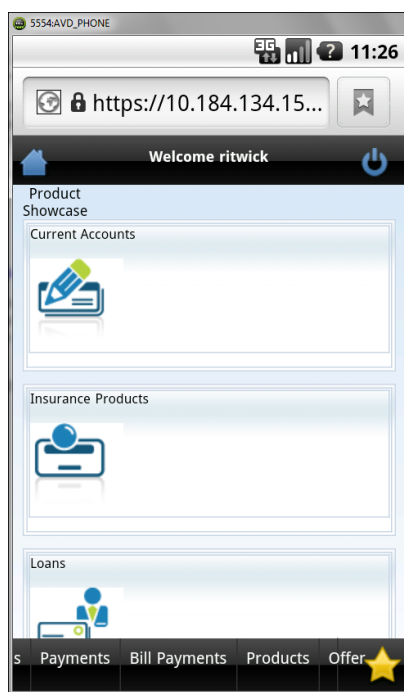 5554:AVD_PHONE
3G 11:26
https://10.184.134.15...
Welcome ritwick
Product
Showcase
Current Accounts
Insurance Products
Loans
s Payments Bill Payments Products Offer